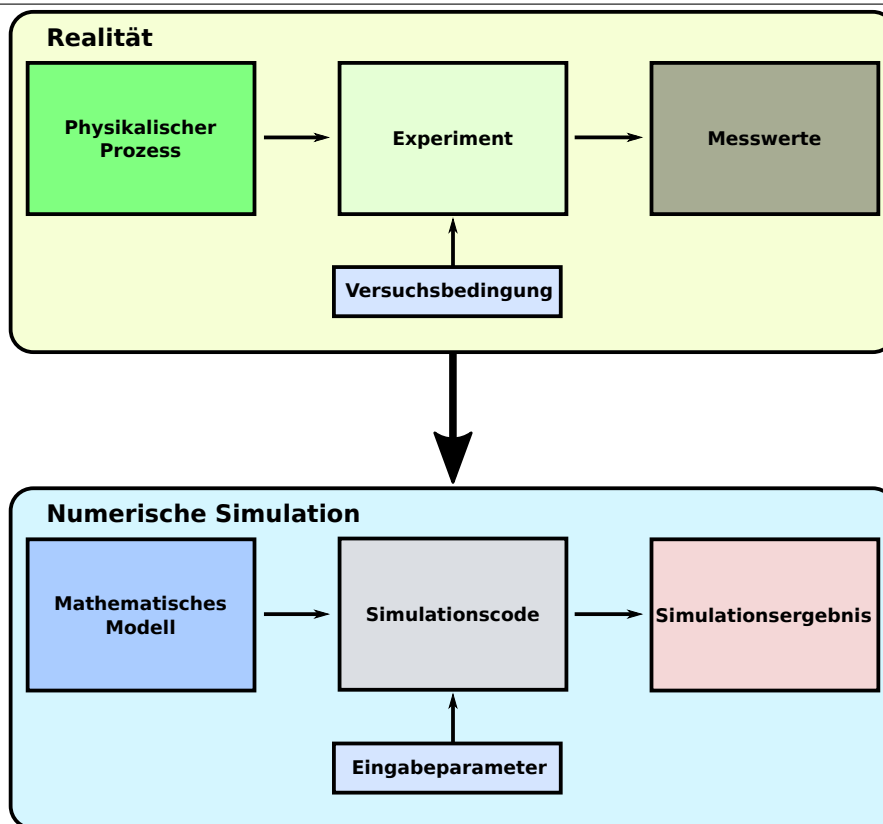 Realität
Physikalischer
Prozess
Experiment
Messwerte
Versuchsbedingung
Numerische Simulation
Mathematisches
Modell
Simulationscode
Simulationsergebnis
Eingabeparameter